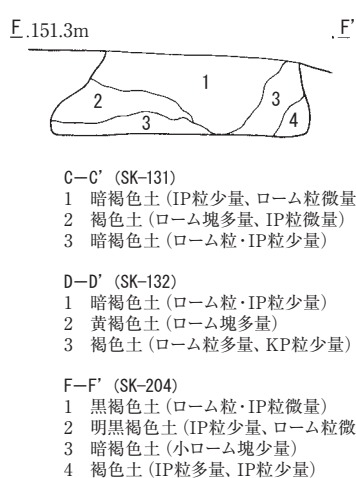 F.151.3m .F'
1
2 3
3 4
C−C' (SK−131)
1 暗褐色土（IP粒少量、ローム粒微量
2 褐色土（ローム塊多量、IP粒微量）
3 暗褐色土（ローム粒・IP粒少量）
D−D' (SK−132)
1 暗褐色土（ローム粒・IP粒少量）
2 黄褐色土（ローム塊多量）
3 褐色土（ローム粒多量、KP粒少量）
F−F' (SK−204)
1 黒褐色土（ローム粒・IP粒微量）
2 明黒褐色土（IP粒少量、ローム粒微
3 暗褐色土（小ローム塊少量）
4 褐色土（IP粒多量、IP粒少量）